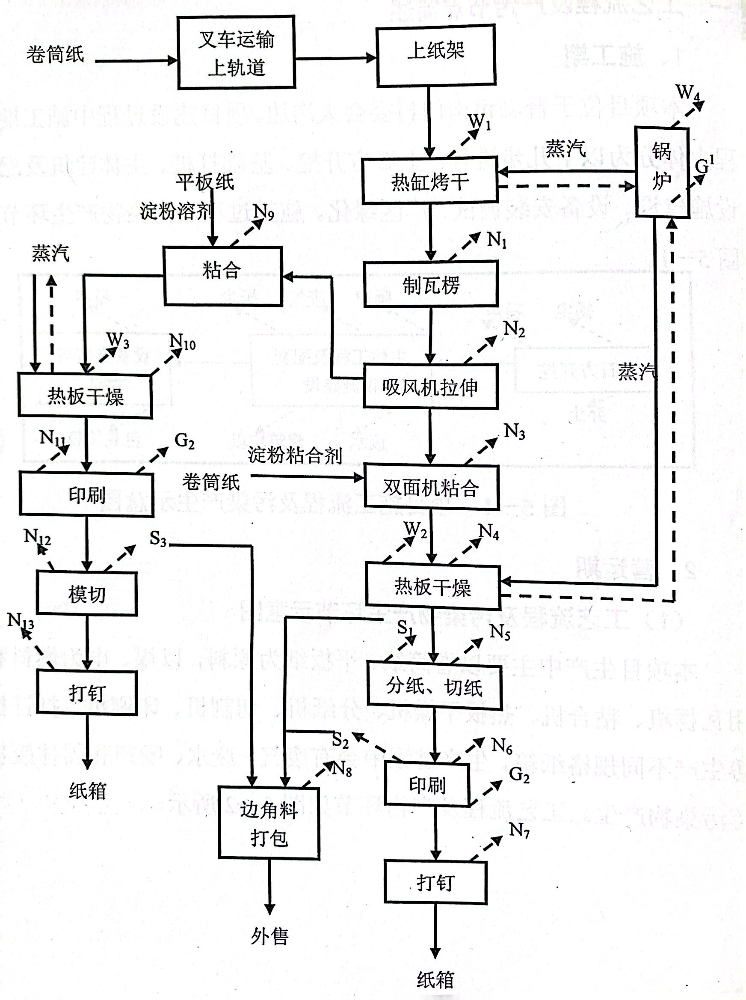 卷筒纸
叉车运输
上轨道
上纸架
W4
W1
蒸汽
锅
炉
G1
热缸烤干
平板纸
淀粉溶剂
N9
N1
蒸汽
粘合
制瓦楞
N2
W3
N10
蒸汽
热板干燥
吸风机拉伸
N11
G2
N3
淀粉粘合剂
卷筒纸
双面机粘合
印刷
W2
N4
N12
S3
热板干燥
模切
N13
S1
N5
分纸、切纸
打钉
S2
N6
N8
G2
印刷
纸箱
边角料
打包
N7
打钉
外售
纸箱